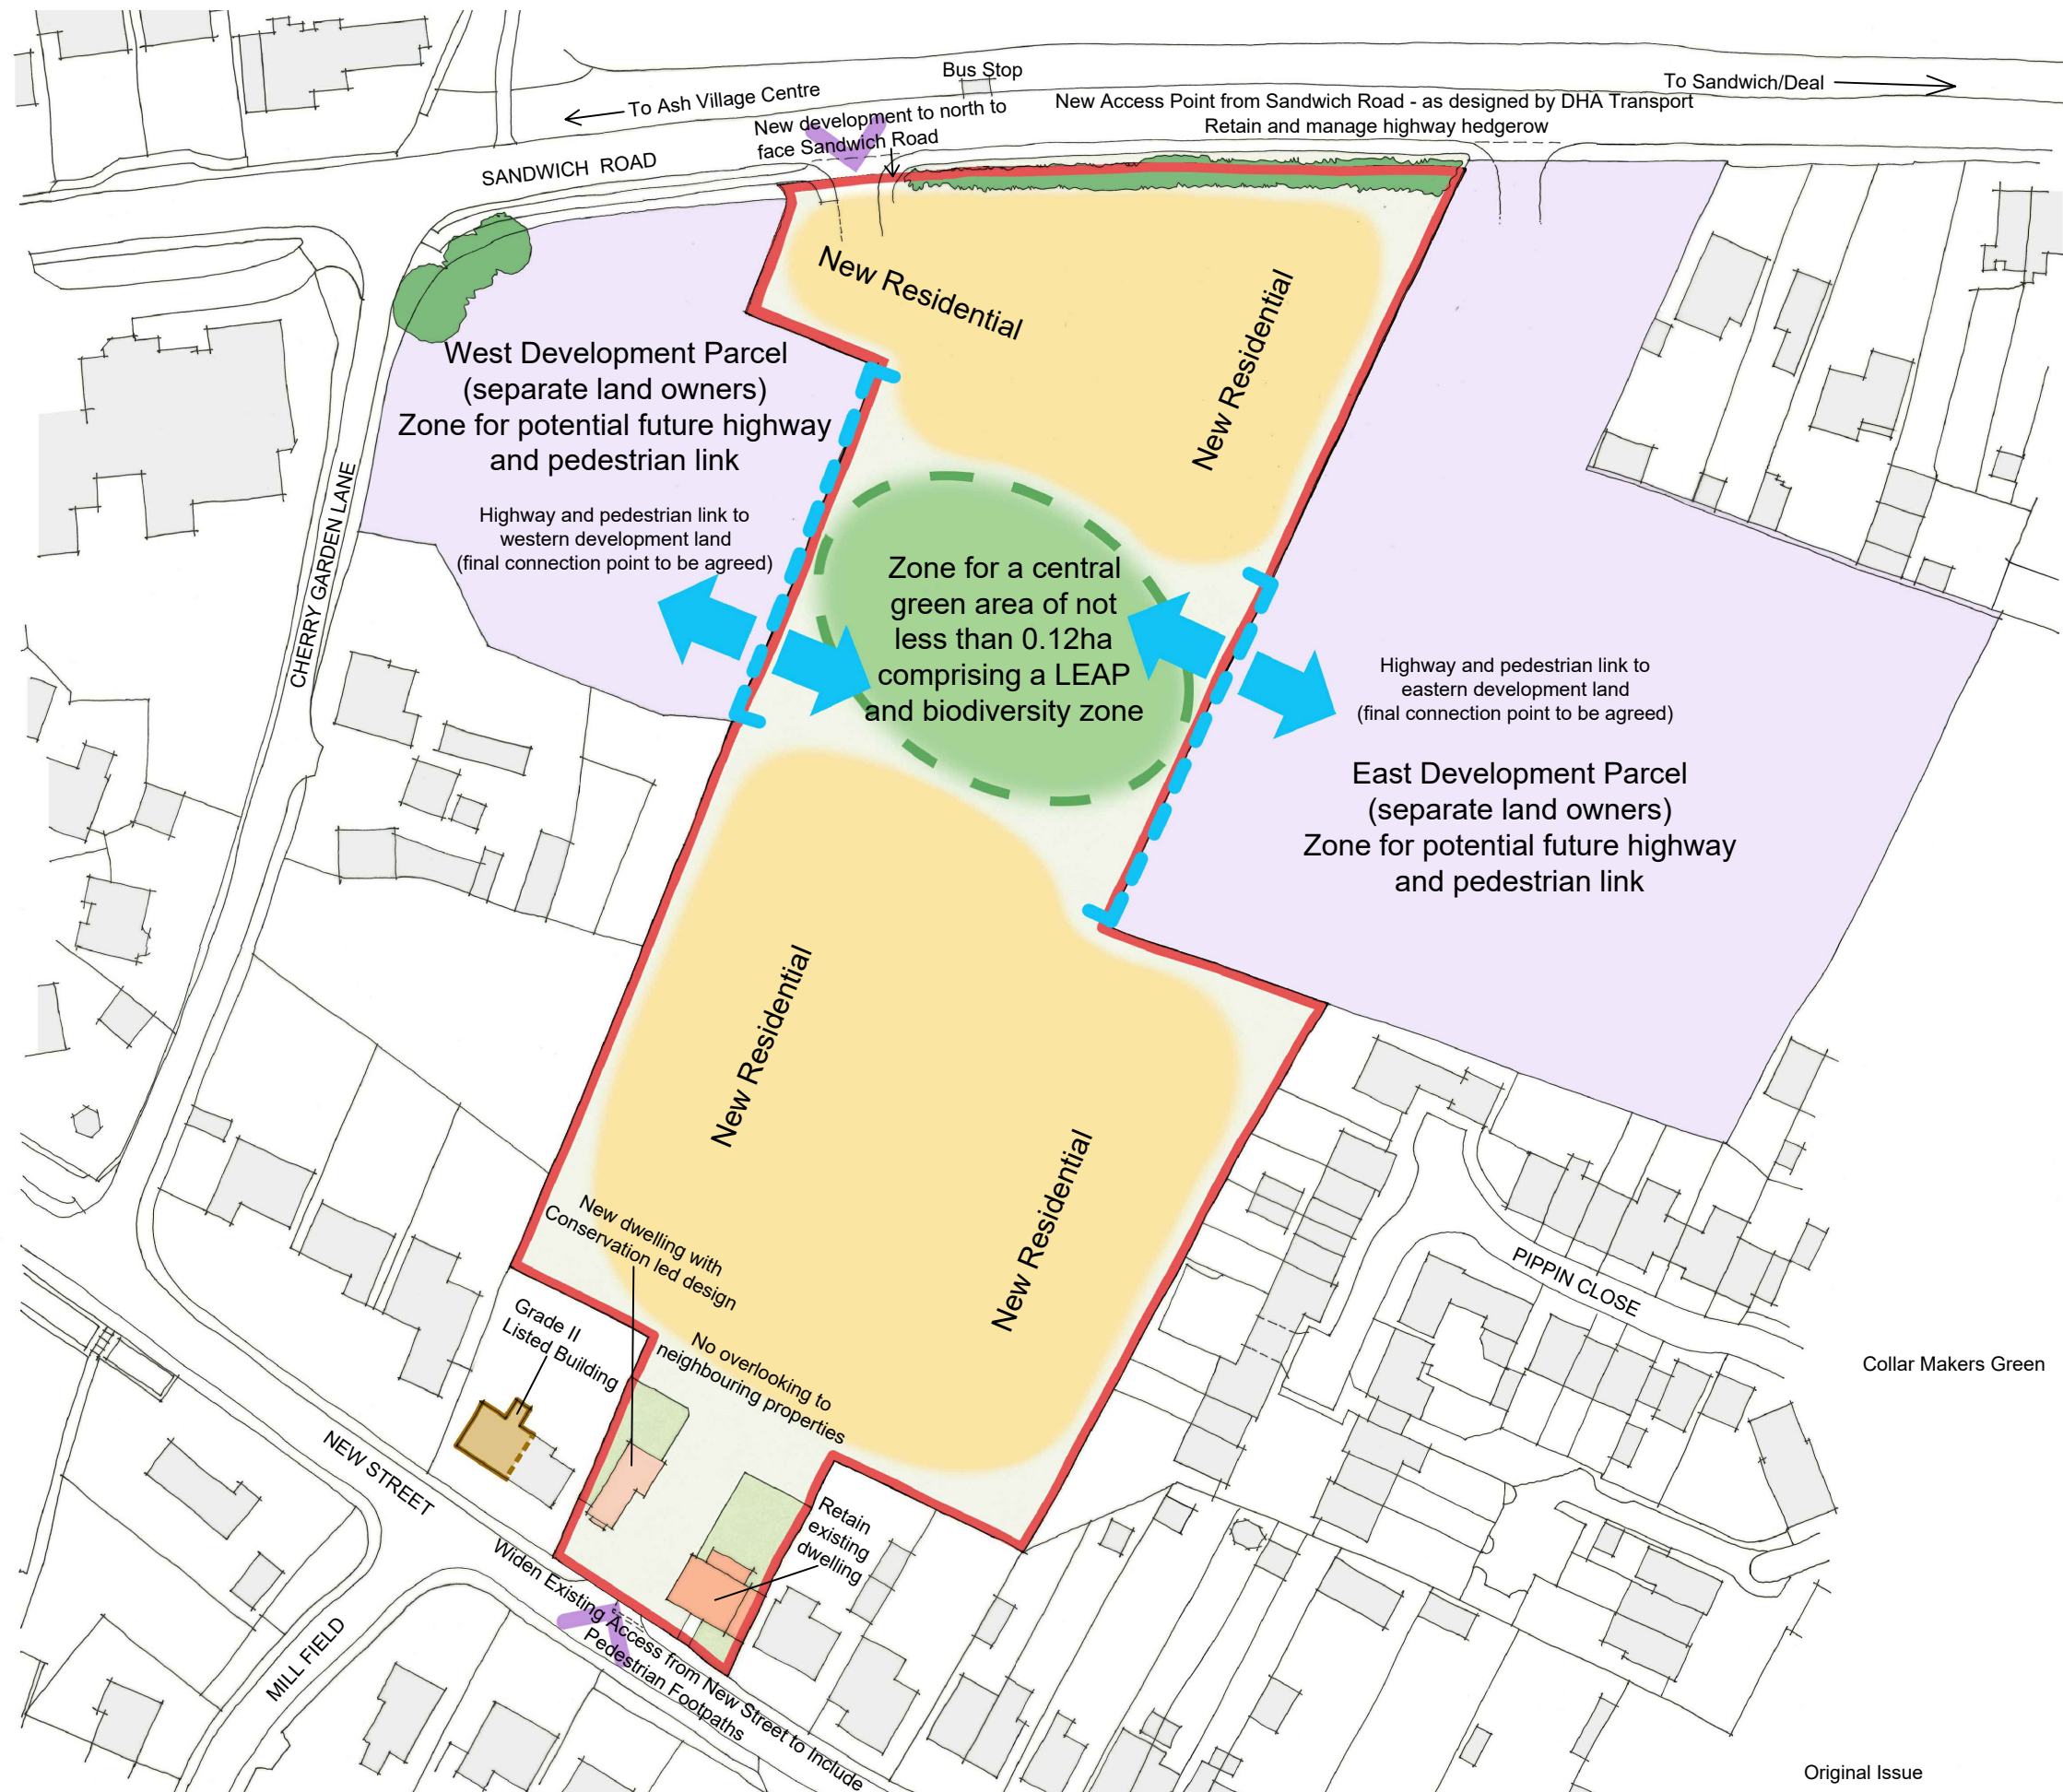 Bus Stop
To Sandwich/Deal
To Ash Village Centre
New Access Point from Sandwich Road - as designed by DHA Transport
Retain and manage highway hedgerow
New development to north to
face Sandwich Road
SANDWICH ROAD
New Residential
New Residential
West Development Parcel
(separate land owners)
Zone for potential future highway
and pedestrian link
Highway and pedestrian link to
western development land
(final connection point to be agreed)
CHERRY GARDEN LANE
Zone for a central
green area of not
less than 0.12ha
comprising a LEAP
and biodiversity zone
Highway and pedestrian link to
eastern development land
(final connection point to be agreed)
East Development Parcel
(separate land owners)
Zone for potential future highway
and pedestrian link
New Residential
New Residential
New dwelling with
Conservation led design
Grade II
Listed Building
No overlooking to
neighbouring properties
PIPPIN CLOSE
Collar Makers Green
NEW STREET
Retain
existing
dwelling
Widen Existing Access from New Street to Include
Pedestrian Footpaths
MILL FIELD
Original Issue